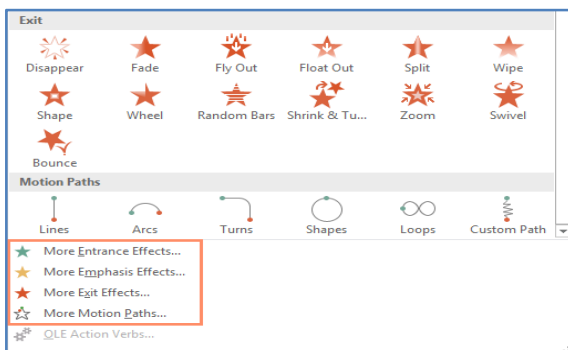 Exit
Disappear Fade Fly Out Float Out Split Wipe
Shape Wheel Random Bars Shrink & Tu... Zoom Swivel
Bounce
Motion Paths
Lines Arcs Turns Shapes Loops Custom Path
More Entrance Effects...
More Emphasis Effects...
More Exit Effects...
More Motion Paths...
OLE Action Verbs...